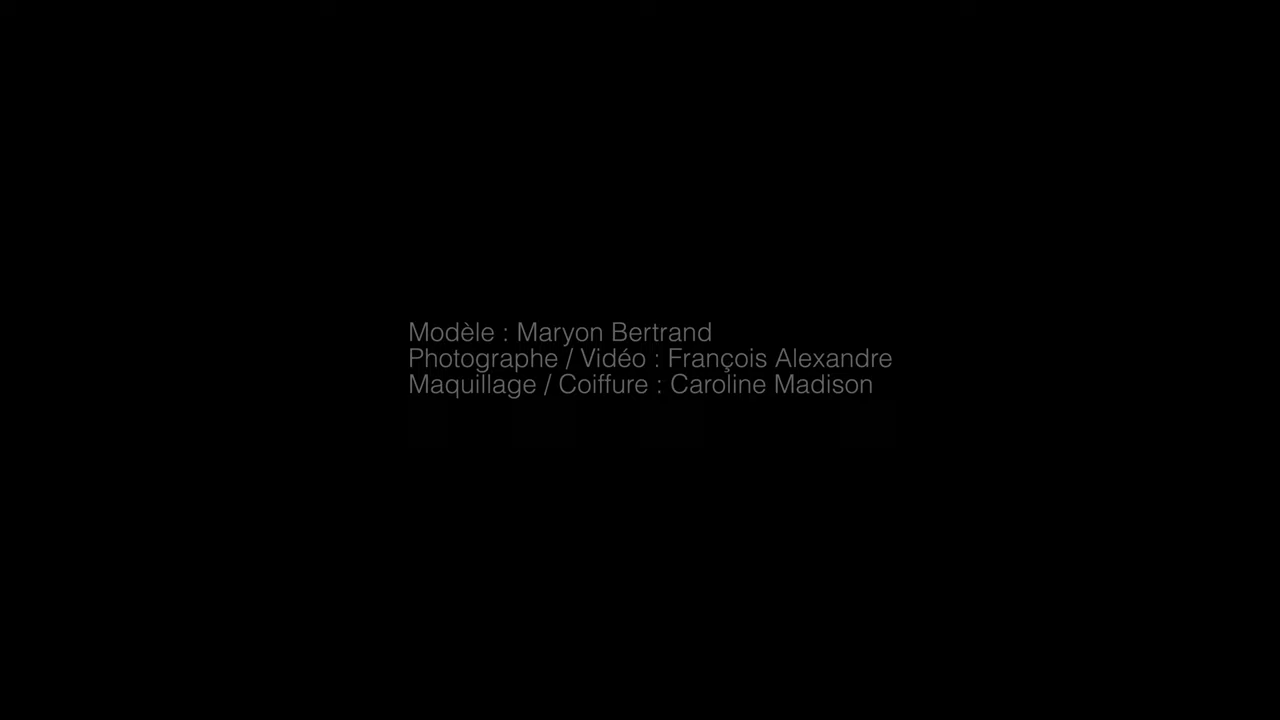 Modèle : Maryon Bertrand
Photographe / Vidéo : François Alexandre
Maquillage / Coiffure : Caroline Madison